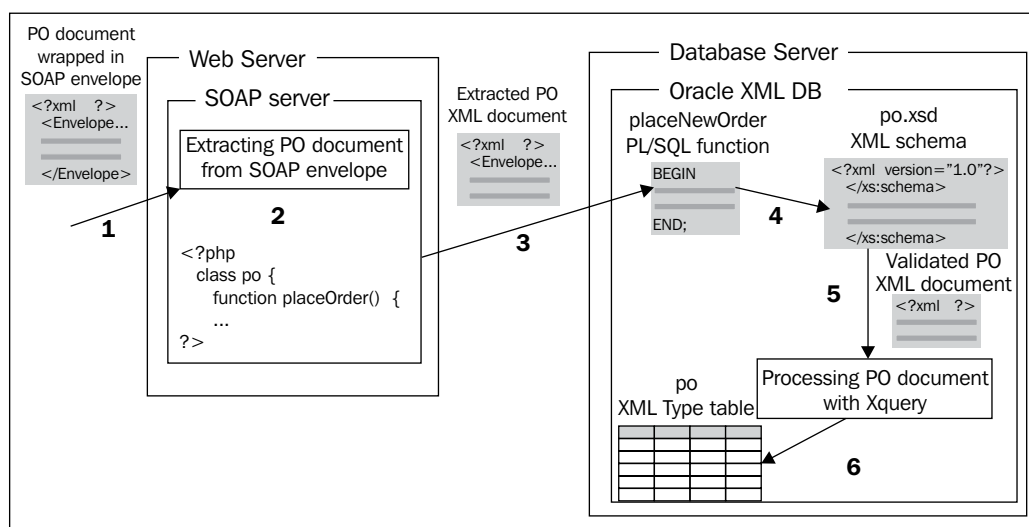 PO document
wrapped in
SOAP envelope
<?xml ?>
<Envelope...
</Envelope>
1
Web Server
SOAP server
Extracting PO document
from SOAP envelope
2
<?php
class po {
function placeOrder() {
...
?>
Extracted PO
XML document
<?xml ?>
<Envelope...
3
Database Server
Oracle XML DB
placeNewOrder
PL/SQL function
BEGIN
END;
4
po.xsd
XML schema
<?xml version="1.0"?>
</xs:schema>
</xs:schema>
5
Validated PO
XML document
<?xml ?>
Processing PO document
with Xquery
po
XML Type table
6